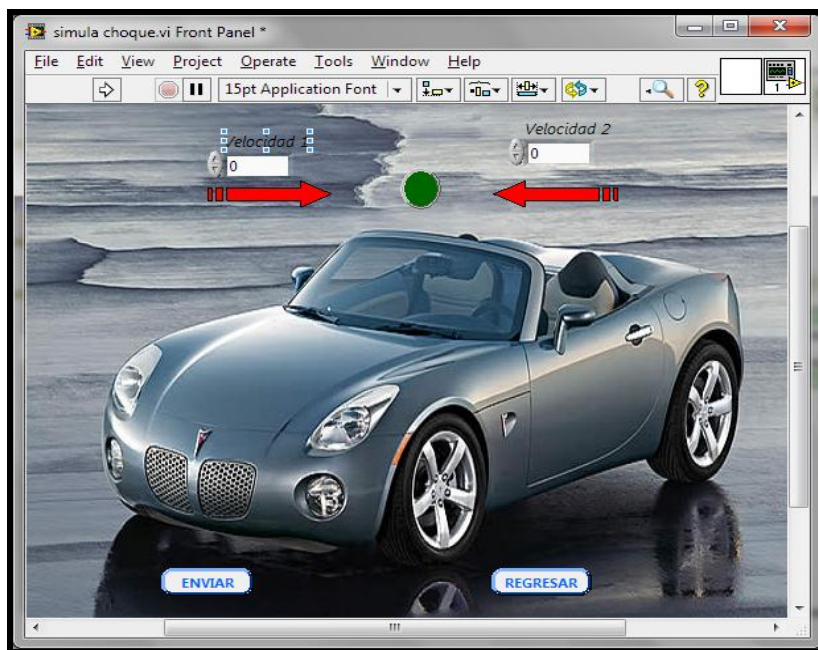 simula choque.vi Front Panel *
File Edit View Project Operate Tools Window Help
15pt Application Font
1
Velocidad 1
Velocidad 2
0
0
ENVIAR
REGRESAR